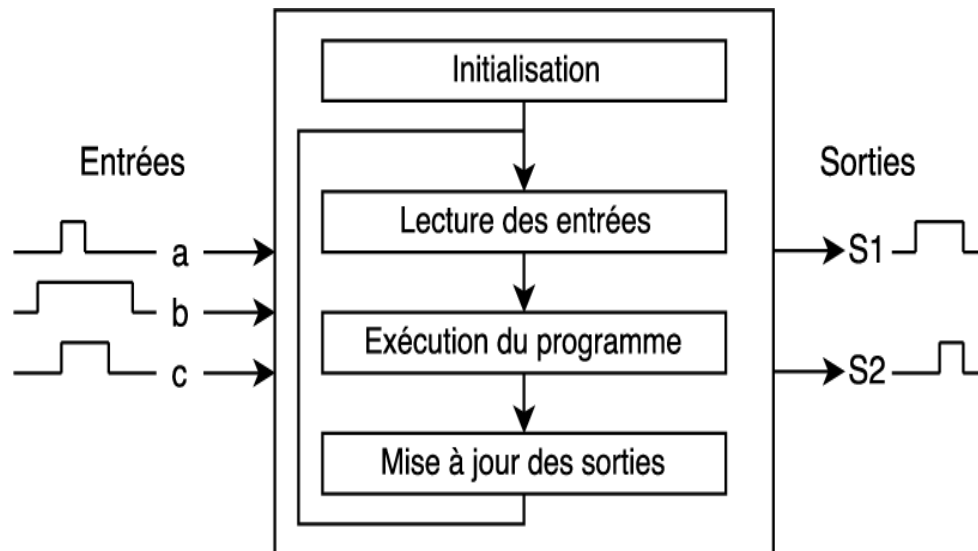 Initialisation
Entrées
Sorties
Lecture des entrées
a
S1
b
Exécution du programme
c
S2
Mise à jour des sorties